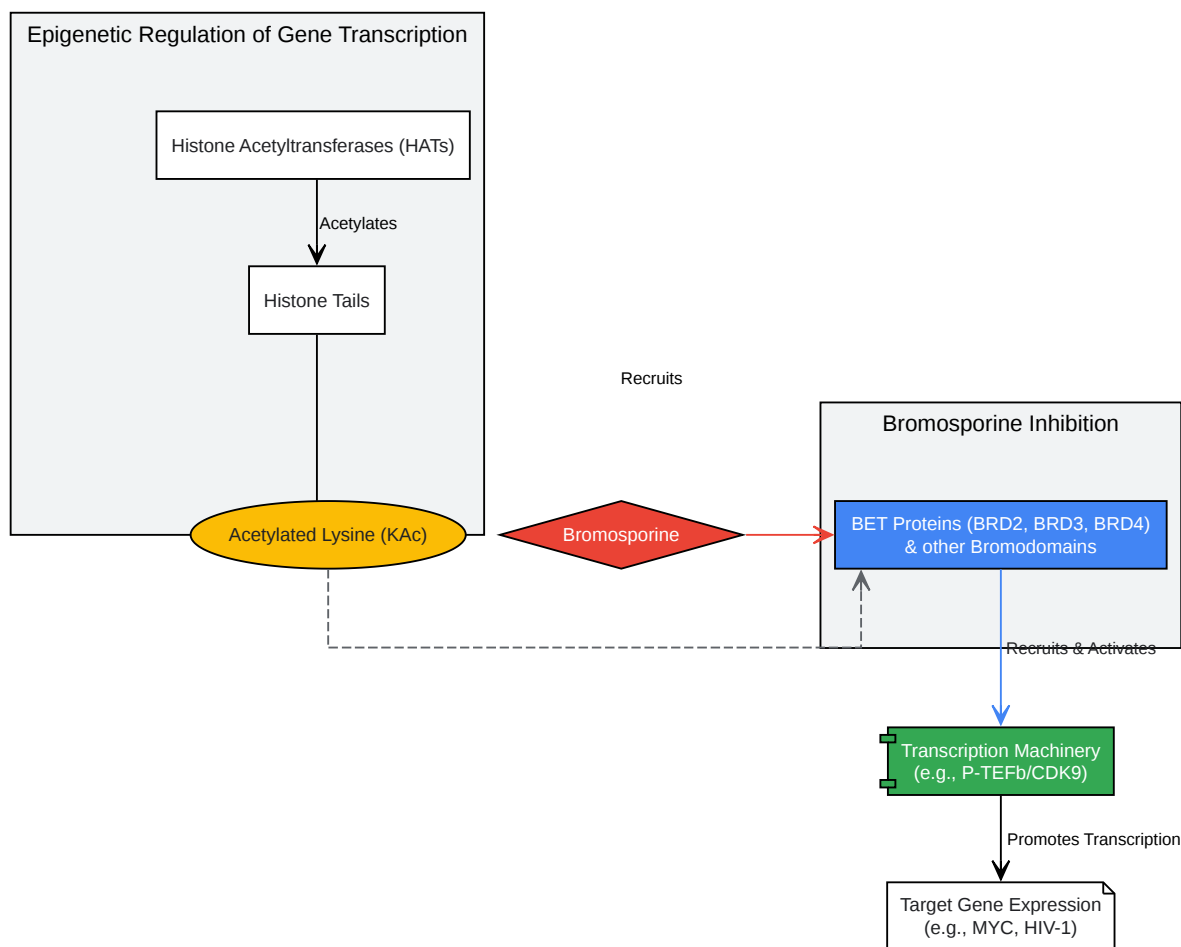 Epigenetic Regulation of Gene Transcription
Histone Acetyltransferases (HATs)
Acetylates
Histone Tails
Recruits
Bromosporine Inhibition
Acetylated Lysine (KAc)
Bromosporine
BET Proteins (BRD2, BRD3, BRD4)
& other Bromodomains
Recruits & Activates
Transcription Machinery
(e.g., P-TEFb/CDK9)
Promotes Transcription
Target Gene Expression
(e.g., MYC, HIV-1)